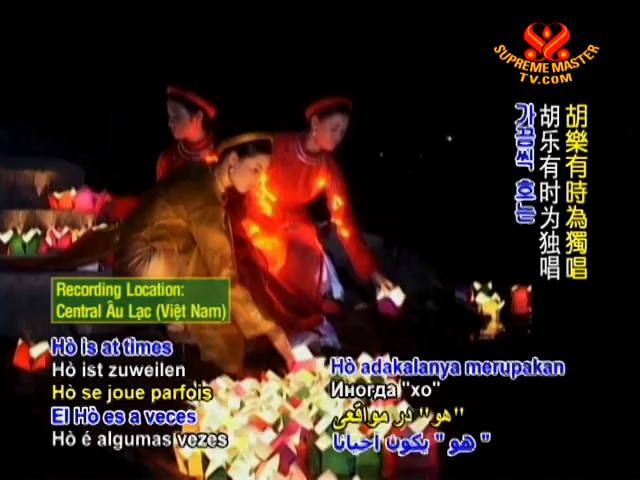 SUPREME MASTER
TV.COM
胡樂有時為獨唱
胡乐有时为独唱
가끔씩 호는
Recording Location:
Central Âu Lạc (Việt Nam)
Hò is at times
Hò ist zuweilen
Hò se joue parfois
El Hò es a veces
Hò é algumas vezes
Hò adakalanya merupakan
Иногда "хо"
"هو" در مواقعی
" هو " يكون احيانا